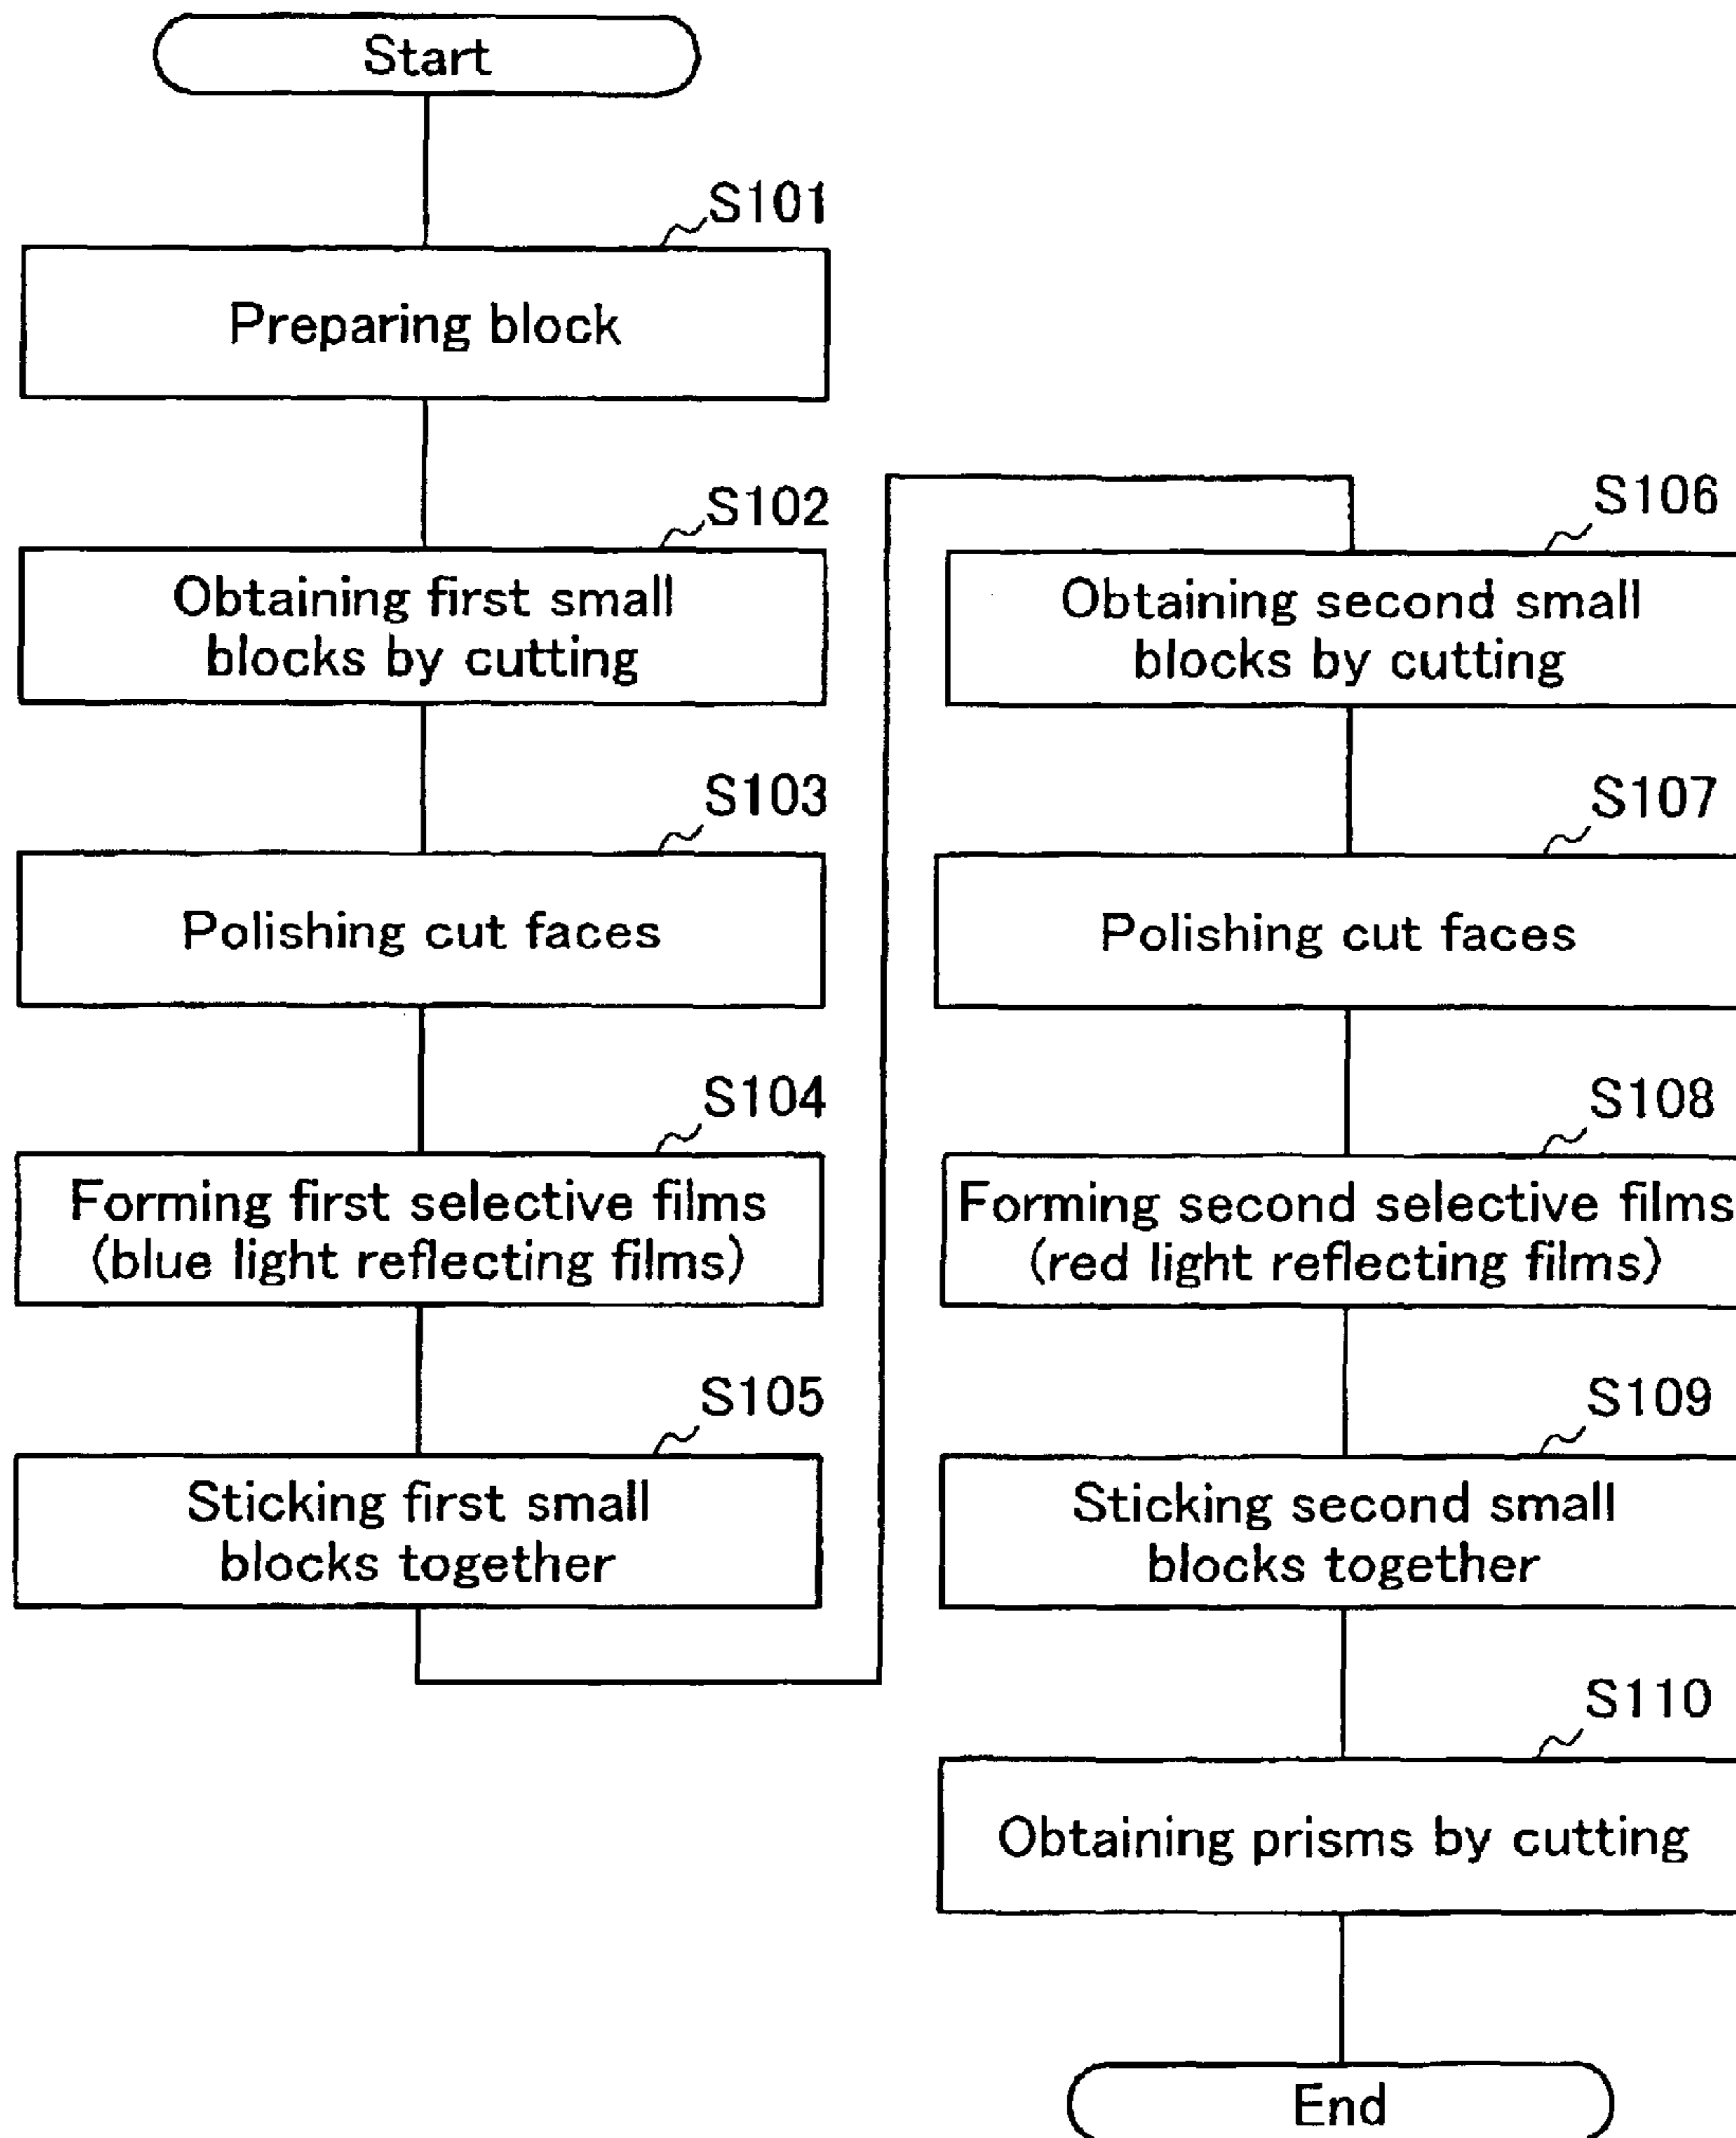 Start
S101
Preparing block
S102
Obtaining first small
blocks by cutting
S103
Polishing cut faces
S104
Forming first selective films
(blue light reflecting films)
S105
Sticking first small
blocks together
S106
Obtaining second small
blocks by cutting
S107
Polishing cut faces
S108
Forming second selective films
(red light reflecting films)
S109
Sticking second small
blocks together
S110
Obtaining prisms by cutting
End